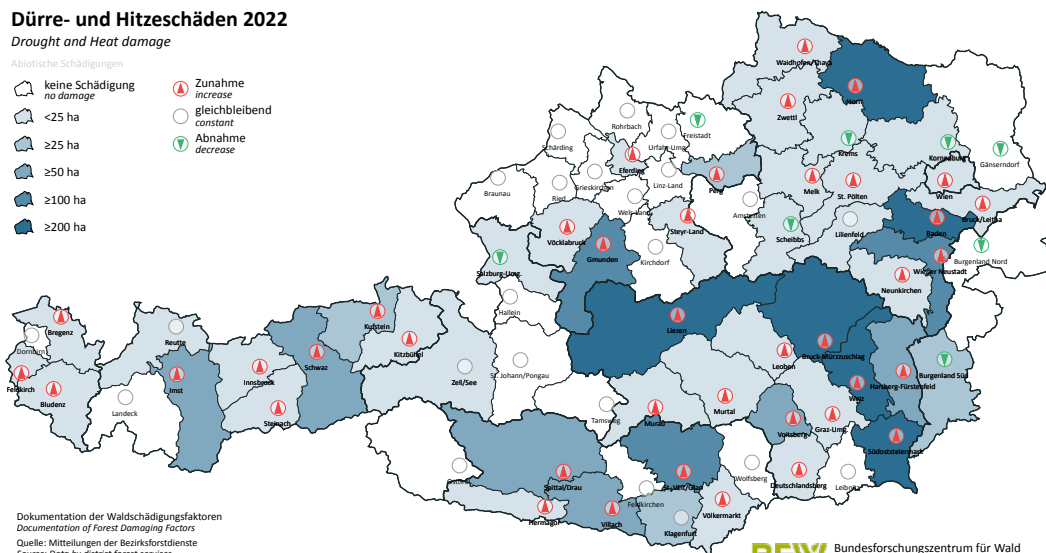 Dürre- und Hitzeschäden 2022
Drought and Heat damage
Abiotische Schädigungen
keine Schädigung
no damage
<25 ha
≥25 ha
≥50 ha
≥100 ha
≥200 ha
Zunahme
increase
gleichbleibend
constant
Abnahme
decrease
Waidhofen/Thaya
Horn
Zwettl
Rohrbach
Freistadt
Schärding
Urfahr-Umg.
Krems
Korneuburg
Gänserndorf
Eferding
Grieskirchen
Linz-Land
Perg
Melk
St. Pölten
Wien
Braunau
Ried
Wels-Land
Amstetten
Bruck/Leitha
Vöcklabruck
Steyr-Land
Scheibbs
Lilienfeld
Baden
Gmunden
Kirchdorf
Wiener Neustadt
Burgenland Nord
Salzburg-Umg.
Neunkirchen
Hallein
Liezen
Bregenz
Kufstein
Reutte
Kitzbühel
Dornbirn
Bruck-Mürzzuschlag
Feldkirch
Bludenz
Imst
Innsbruck
Schwaz
Zell/See
St. Johann/Pongau
Leoben
Hartberg-Fürstenfeld
Burgenland Süd
Landeck
Steinach
Tamsweg
Murau
Murtal
Weiz
Voitsberg
Graz-Umg.
Südoststeiermark
Spittal/Drau
St. Veit/Glan
Wolfsberg
Deutschlandsberg
Leibnitz
Feldkirchen
Hermagor
Villach
Klagenfurt
Völkermarkt
Dokumentation der Waldschädigungsfaktoren
Documentation of Forest Damaging Factors
Quelle: Mitteilungen der Bezirksforstdienste
Source: Data by district forest services
BFW
Bundesforschungszentrum für Wald